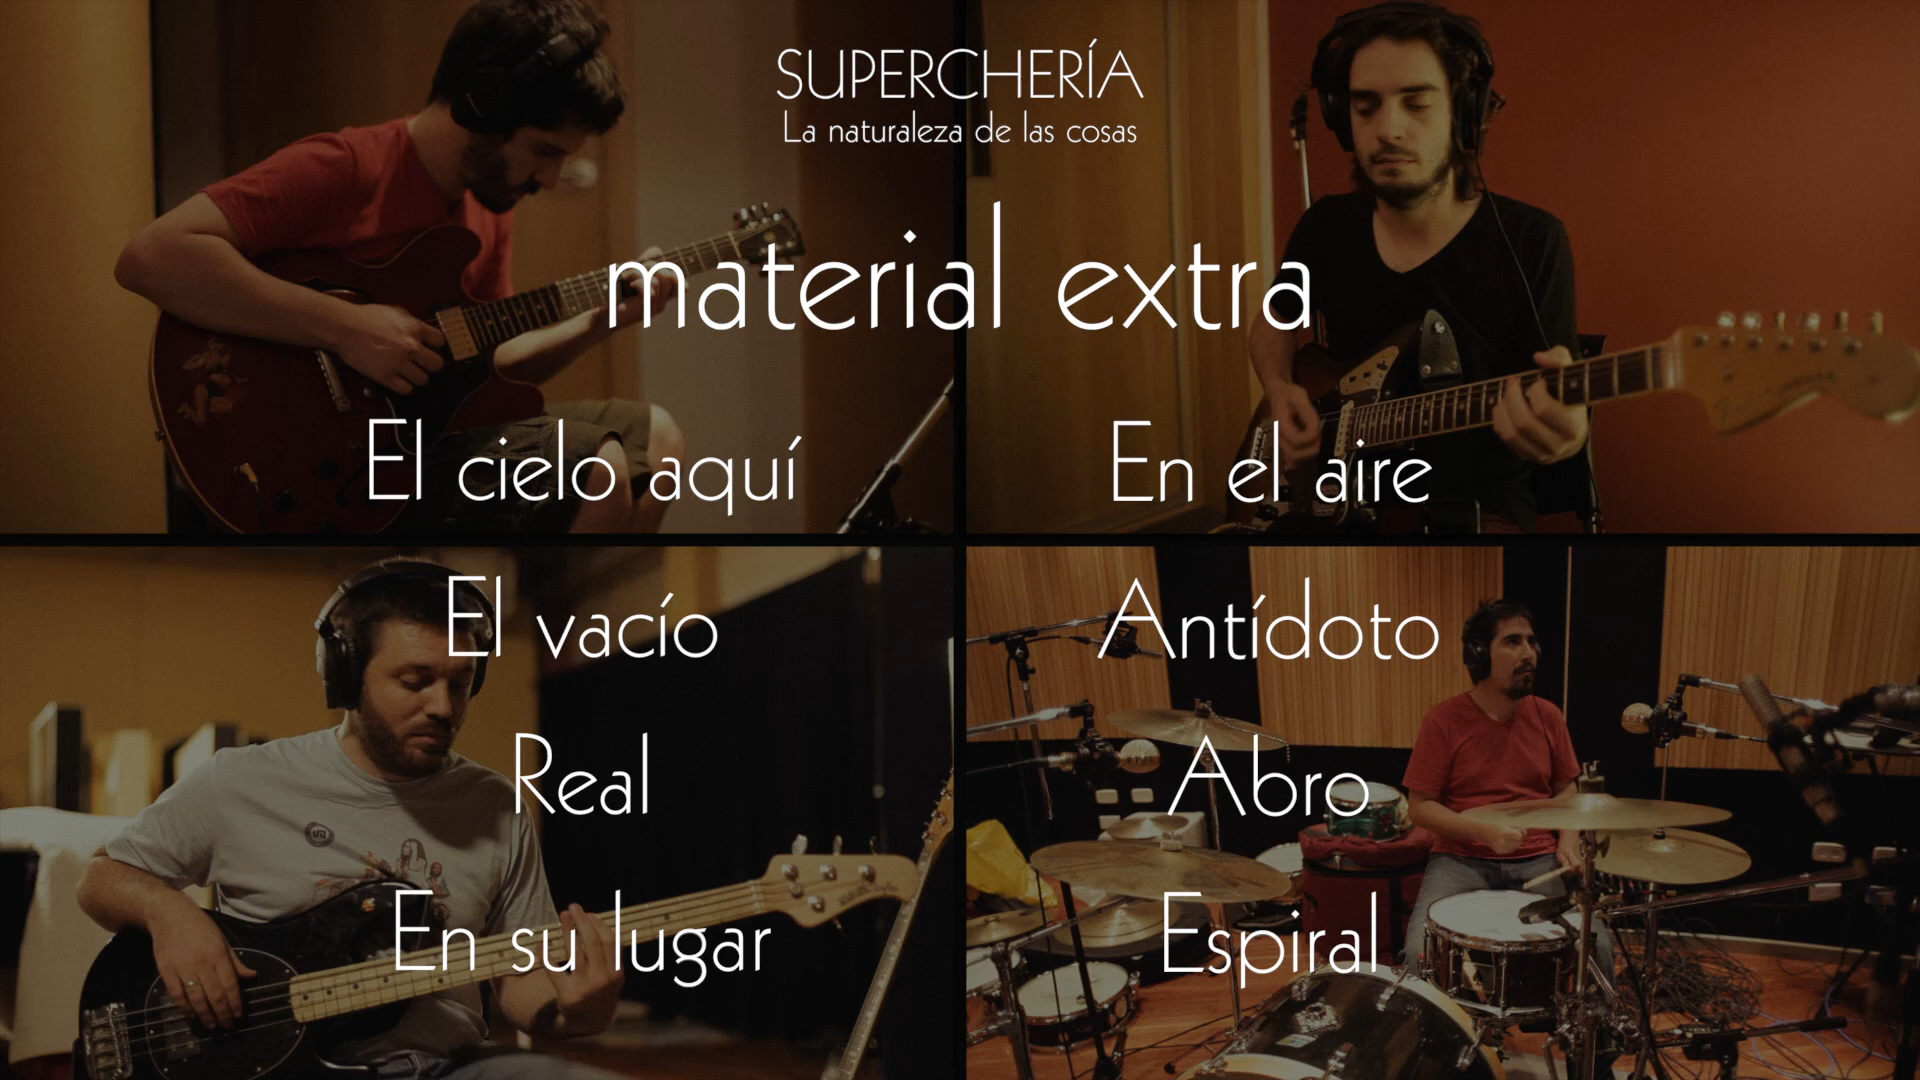 SUPERCHERÍA
La naturaleza de las cosas
material extra
El cielo aquí
En el aire
El vacío
Antídoto
Real
Abro
En su lugar
Espiral